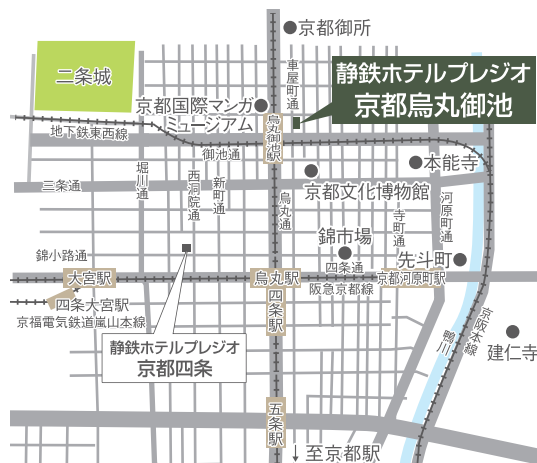 京都御所
二条城
車屋町通
静鉄ホテルプレジオ
京都烏丸御池
京都国際マンガ
ミュージアム
烏丸御池駅
地下鉄東西線
御池通
本能寺
堀川通
西洞院通
新町通
三条通
京都文化博物館
烏丸通
寺町通
河原町通
錦市場
先斗町
錦小路通
四条通
大宮駅
烏丸駅
京都河原町駅
阪急京都線
四条大宮駅
四条駅
京福電気鉄道嵐山本線
京阪本線
鴨川
建仁寺
静鉄ホテルプレジオ
京都四条
五条駅
↓至京都駅